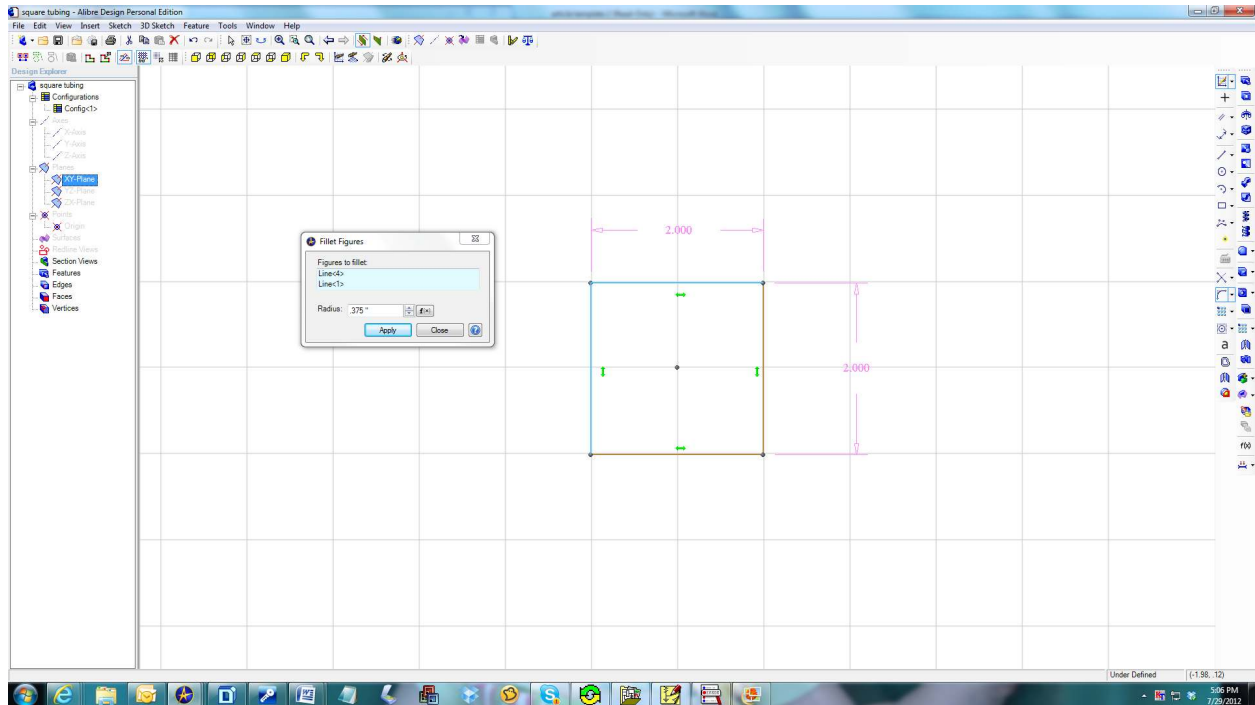 square tubing - Alibre Design Personal Edition
File Edit View Insert Sketch 3D Sketch Feature Tools Window Help
Design Explorer
square tubing
Configurations
Config<1>
Axes
X-Axis
Y-Axis
Z-Axis
Planes
XY-Plane
YZ-Plane
ZX-Plane
Points
Origin
Surfaces
Redline Views
Section Views
Features
Edges
Faces
Vertices
2.000
Fillet Figures
Figures to fillet:
Line<4>
Line<1>
Radius: .375 " f(x)
Apply Close
2.000
a
f(x)
Under Defined (-1.98, .12)
5:06 PM
7/29/2012